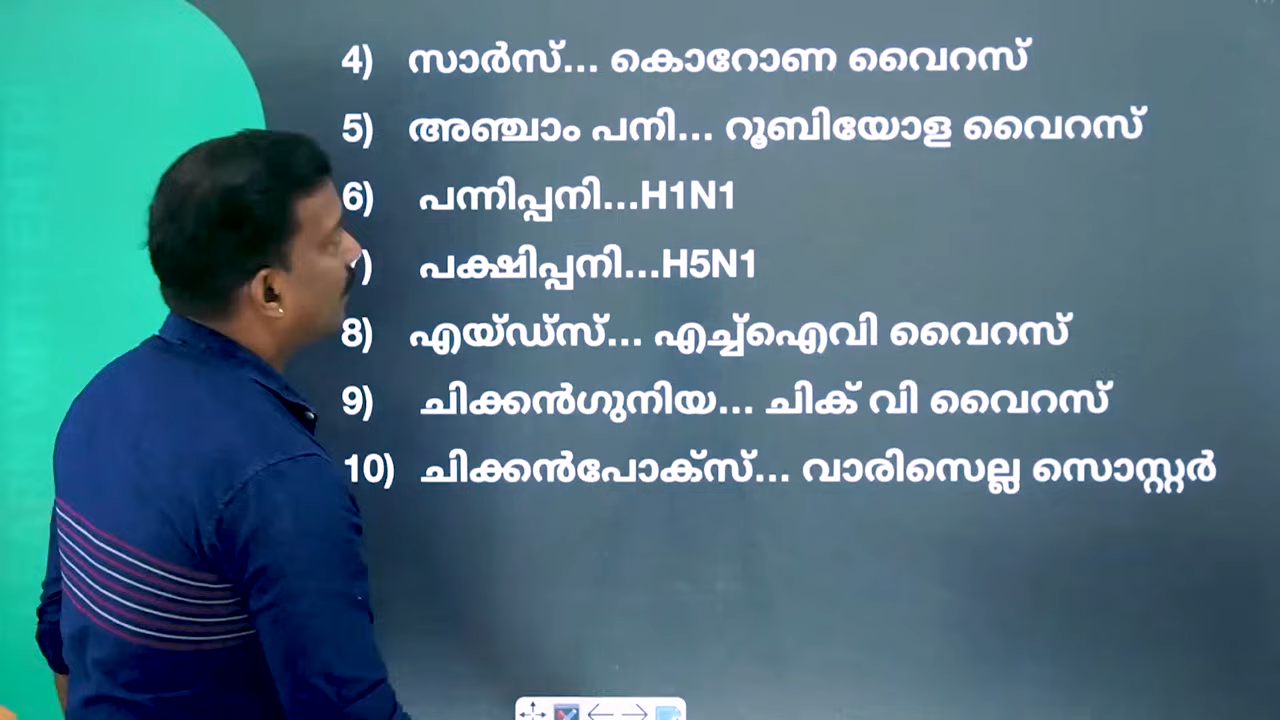 4) സാർസ്... കൊറോണ വൈറസ്
5) അഞ്ചാം പനി... റൂബിയോള വൈറസ്
6) പന്നിപ്പനി...H1N1
) പക്ഷിപ്പനി...H5N1
8) എയ്ഡ്സ്... എച്ച്ഐവി വൈറസ്
9) ചിക്കൻഗുനിയ... ചിക് വി വൈറസ്
10) ചിക്കൻപോക്സ്... വാരിസെല്ല സൊസ്റ്റർ